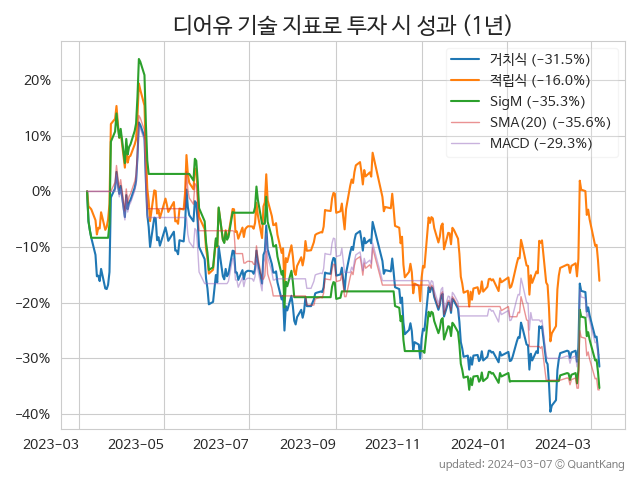 디어유 기술 지표로 투자 시 성과 (1년)
거치식 (−31.5%)
적립식 (−16.0%)
SigM (−35.3%)
SMA(20) (−35.6%)
MACD (−29.3%)
20%
10%
0%
−10%
−20%
−30%
−40%
2023-03 2023-05 2023-07 2023-09 2023-11 2024-01 2024-03
updated: 2024-03-07 © QuantKang